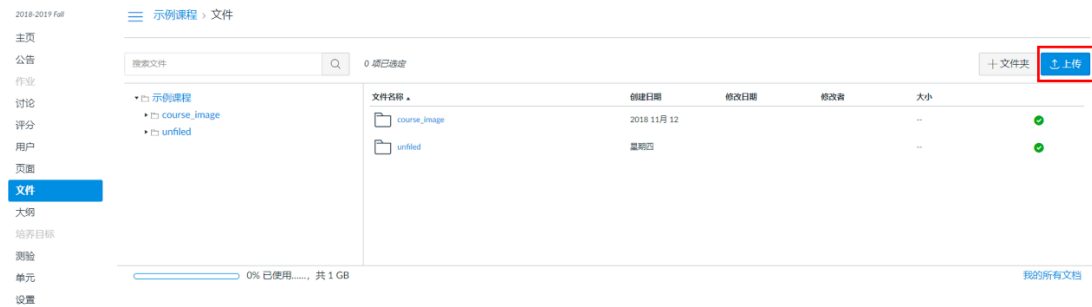 2018-2019 Fall
示例课程 › 文件
主页
公告
作业
讨论
评分
用户
页面
文件
大纲
培养目标
测验
单元
设置
搜索文件
0 项已选定
+文件夹
上传
示例课程
course_image
unfiled
文件名称 创建日期 修改日期 修改者 大小
course_image 2018 11月 12 --
unfiled 星期四 --
0% 已使用……，共 1 GB
我的所有文档